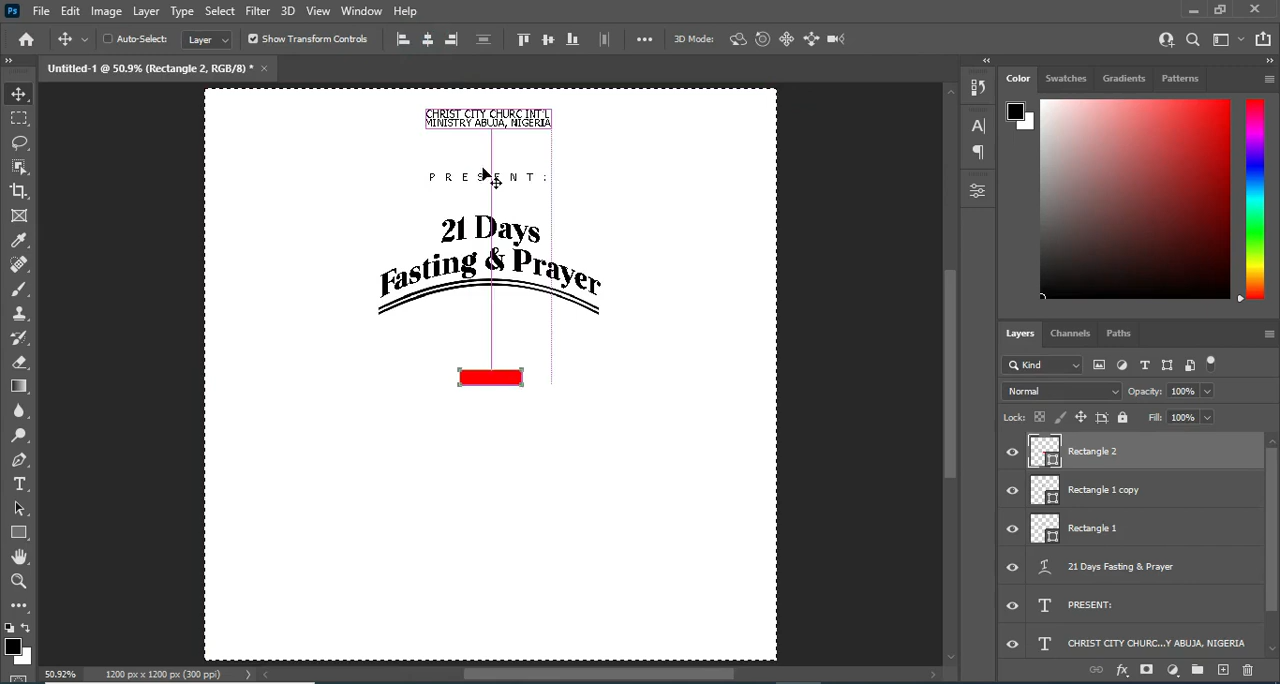 Ps File Edit Image Layer Type Select Filter 3D View Window Help
Auto-Select: Layer Show Transform Controls 3D Mode:
Untitled-1 @ 50.9% (Rectangle 2, RGB/8) *
Color Swatches Gradients Patterns
CHRIST CITY CHURC INT'L
MINISTRY ABUJA, NIGERIA
PRESENT:
21 Days
Fasting & Prayer
Layers Channels Paths
Kind
Normal Opacity: 100%
Lock: Fill: 100%
Rectangle 2
Rectangle 1 copy
Rectangle 1
21 Days Fasting & Prayer
PRESENT:
CHRIST CITY CHURC...Y ABUJA, NIGERIA
50.92% 1200 px x 1200 px (300 ppi)